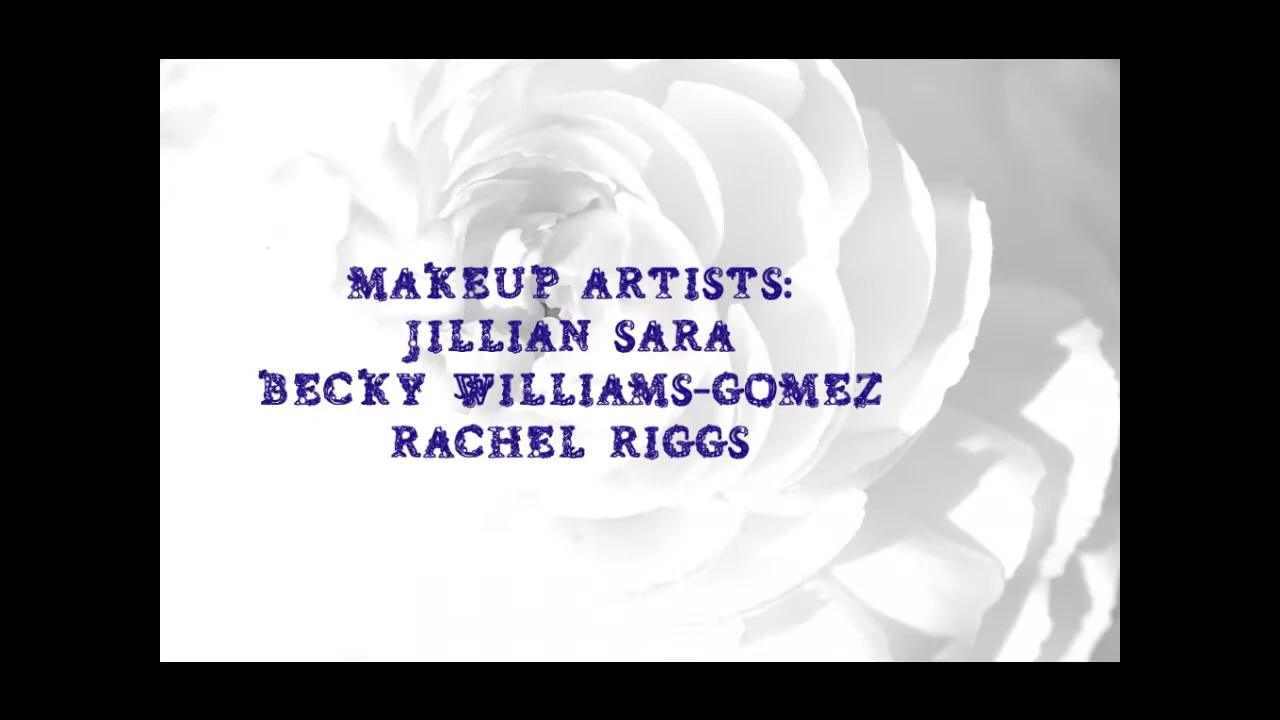 MAKEUP ARTISTS:
JILLIAN SARA
BECKY WILLIAMS-GOMEZ
RACHEL RIGGS